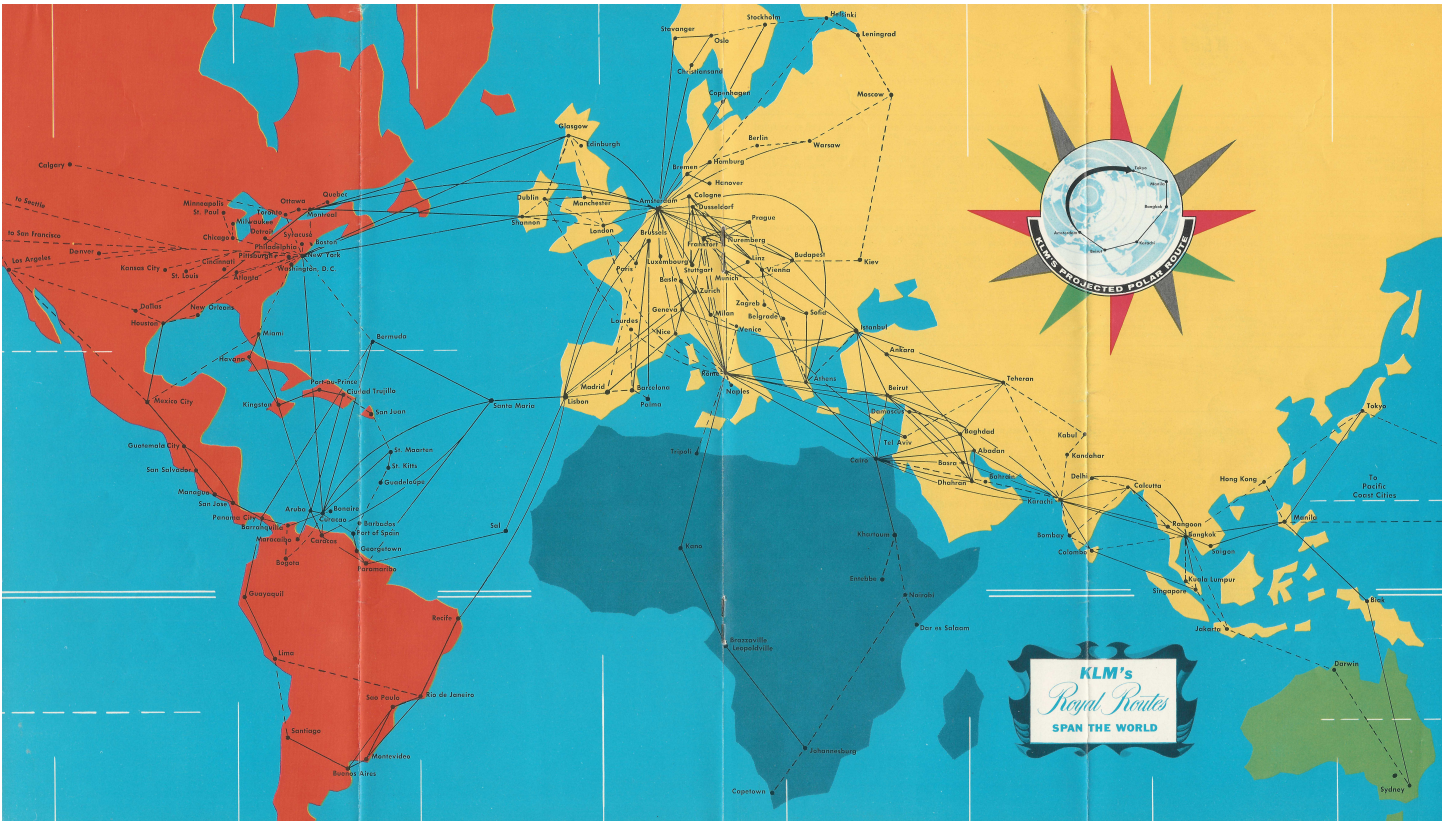 Stockholm
Helsinki
Stavanger
Oslo
Leningrad
Christiansand
Copenhagen
Moscow
Glasgow
Edinburgh
Berlin
Warsaw
Calgary
Bremen
Hamburg
Hanover
Dublin
Manchester
Amsterdam
Cologne
Dusseldorf
Shannon
London
Brussels
Prague
Frankfurt
Nuremberg
Paris
Luxembourg
Linz
Budapest
Kiev
Stuttgart
Vienna
Munich
Basle
Zurich
Geneva
Milan
Zagreb
Belgrade
Sofia
Lourdes
Nice
Venice
Istanbul
Ankara
Rome
Naples
Athens
Madrid
Barcelona
Lisbon
Palma
to Seattle
to San Francisco
Los Angeles
Minneapolis
St. Paul
Milwaukee
Chicago
Detroit
Toronto
Ottawa
Quebec
Montreal
Syracuse
Boston
Philadelphia
Pittsburgh
New York
Washington, D.C.
Denver
Kansas City
St. Louis
Cincinnati
Atlanta
Dallas
Houston
New Orleans
Miami
Bermuda
Havana
Mexico City
Port-au-Prince
Ciudad Trujillo
Kingston
San Juan
Santa Maria
Guatemala City
San Salvador
Managua
San Jose
Panama City
St. Maarten
St. Kitts
Guadeloupe
Aruba
Bonaire
Curacao
Barranquilla
Maracaibo
Caracas
Barbados
Port of Spain
Georgetown
Paramaribo
Bogota
Sal
Guayaquil
Recife
Lima
Sao Paulo
Rio de Janeiro
Santiago
Montevideo
Buenos Aires
Tripoli
Cairo
Kano
Khartoum
Entebbe
Nairobi
Dar es Salaam
Brazzaville
Leopoldville
Johannesburg
Capetown
Beirut
Damascus
Tel Aviv
Teheran
Baghdad
Abadan
Basra
Dhahran
Bahrain
Kabul
Kandahar
Karachi
Delhi
Calcutta
Bombay
Colombo
Rangoon
Bangkok
Saigon
Hong Kong
Manila
Tokyo
To
Pacific
Coast Cities
Kuala Lumpur
Singapore
Jakarta
Biak
Darwin
Sydney
Tokyo
Manila
Bangkok
Karachi
Amsterdam
KLM'S PROJECTED POLAR ROUTE
KLM's
Royal Routes
SPAN THE WORLD